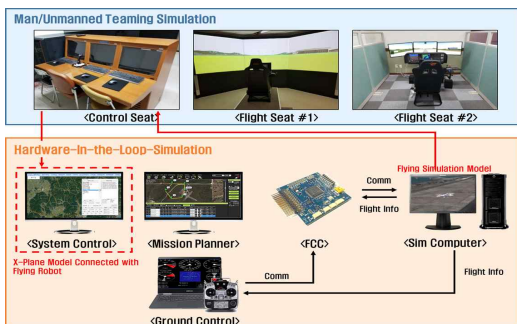 Man/Unmanned Teaming Simulation
<Control Seat>
<Flight Seat #1>
<Flight Seat #2>
Hardware-In-the-Loop-Simulation
Flying Simulation Model
Comm
Flight Info
<System Control>
<Mission Planner>
<FCC>
<Sim Computer>
X-Plane Model Connected with
Flying Robot
Comm
Flight Info
<Ground Control>